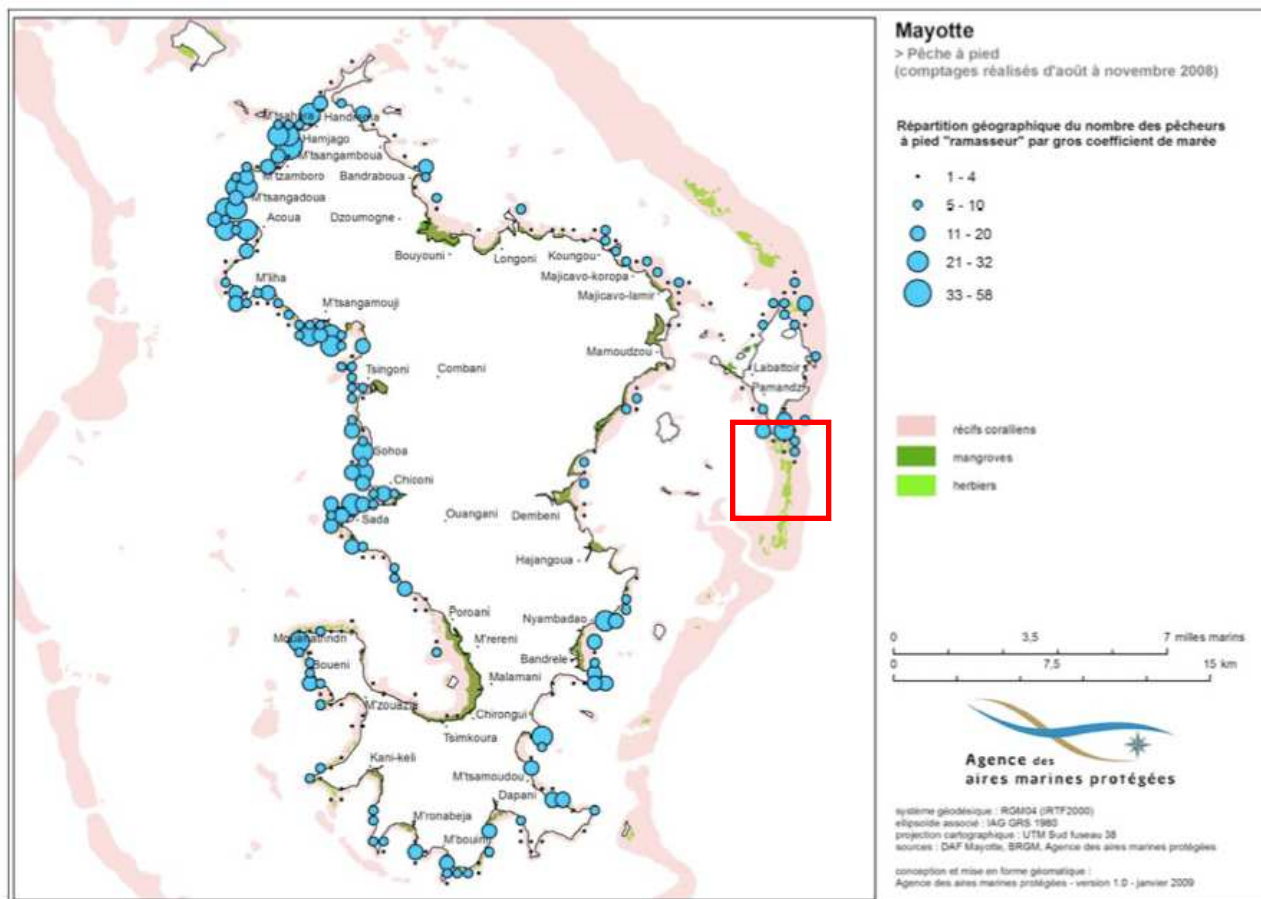 Mayotte
> Pêche à pied
(comptages réalisés d'août à novembre 2008)
Répartition géographique du nombre des pêcheurs
à pied "ramasseur" par gros coefficient de marée
1 - 4
5 - 10
11 - 20
21 - 32
33 - 58
récifs coralliens
mangroves
herbiers
0 3,5 7 milles marins
0 7,5 15 km
Agence des
aires marines protégées
système géodésique : RGM04 (IRTF2000)
ellipsoïde associé : IAG GRS 1980
projection cartographique : UTM Sud fuseau 38
sources : DAF Mayotte, BRGM, Agence des aires marines protégées
conception et mise en forme géomatique :
Agence des aires marines protégées - version 1.0 - janvier 2009
M'tsahara
Handrema
Hamjago
M'tsangamboua
M'tzamboro
Bandraboua
M'tsangadoua
Acoua
Dzoumogne
Bouyouni
Longoni
Koungou
M'liha
Majicavo-koropa
Majicavo-lamir
M'tsangamouji
Mamoudzou
Tsingoni
Combani
Labattoir
Pamandzi
Gohoa
Chiconi
Sada
Ouangani
Dembeni
Hajangoua
Poroani
Nyambadao
M'rereni
Boueni
Bandrele
Malamani
M'zouazia
Chirongui
Tsimkoura
Kani-keli
M'tsamoudou
Dapani
M'ronabeja
M'bouini